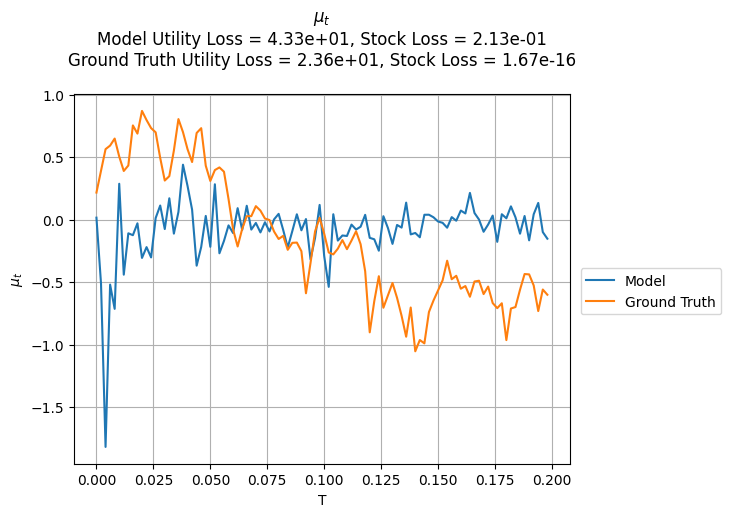 μₜ
Model Utility Loss = 4.33e+01, Stock Loss = 2.13e-01
Ground Truth Utility Loss = 2.36e+01, Stock Loss = 1.67e-16
1.0
0.5
0.0
−0.5
−1.0
−1.5
μₜ
0.000
0.025
0.050
0.075
0.100
0.125
0.150
0.175
0.200
T
Model
Ground Truth